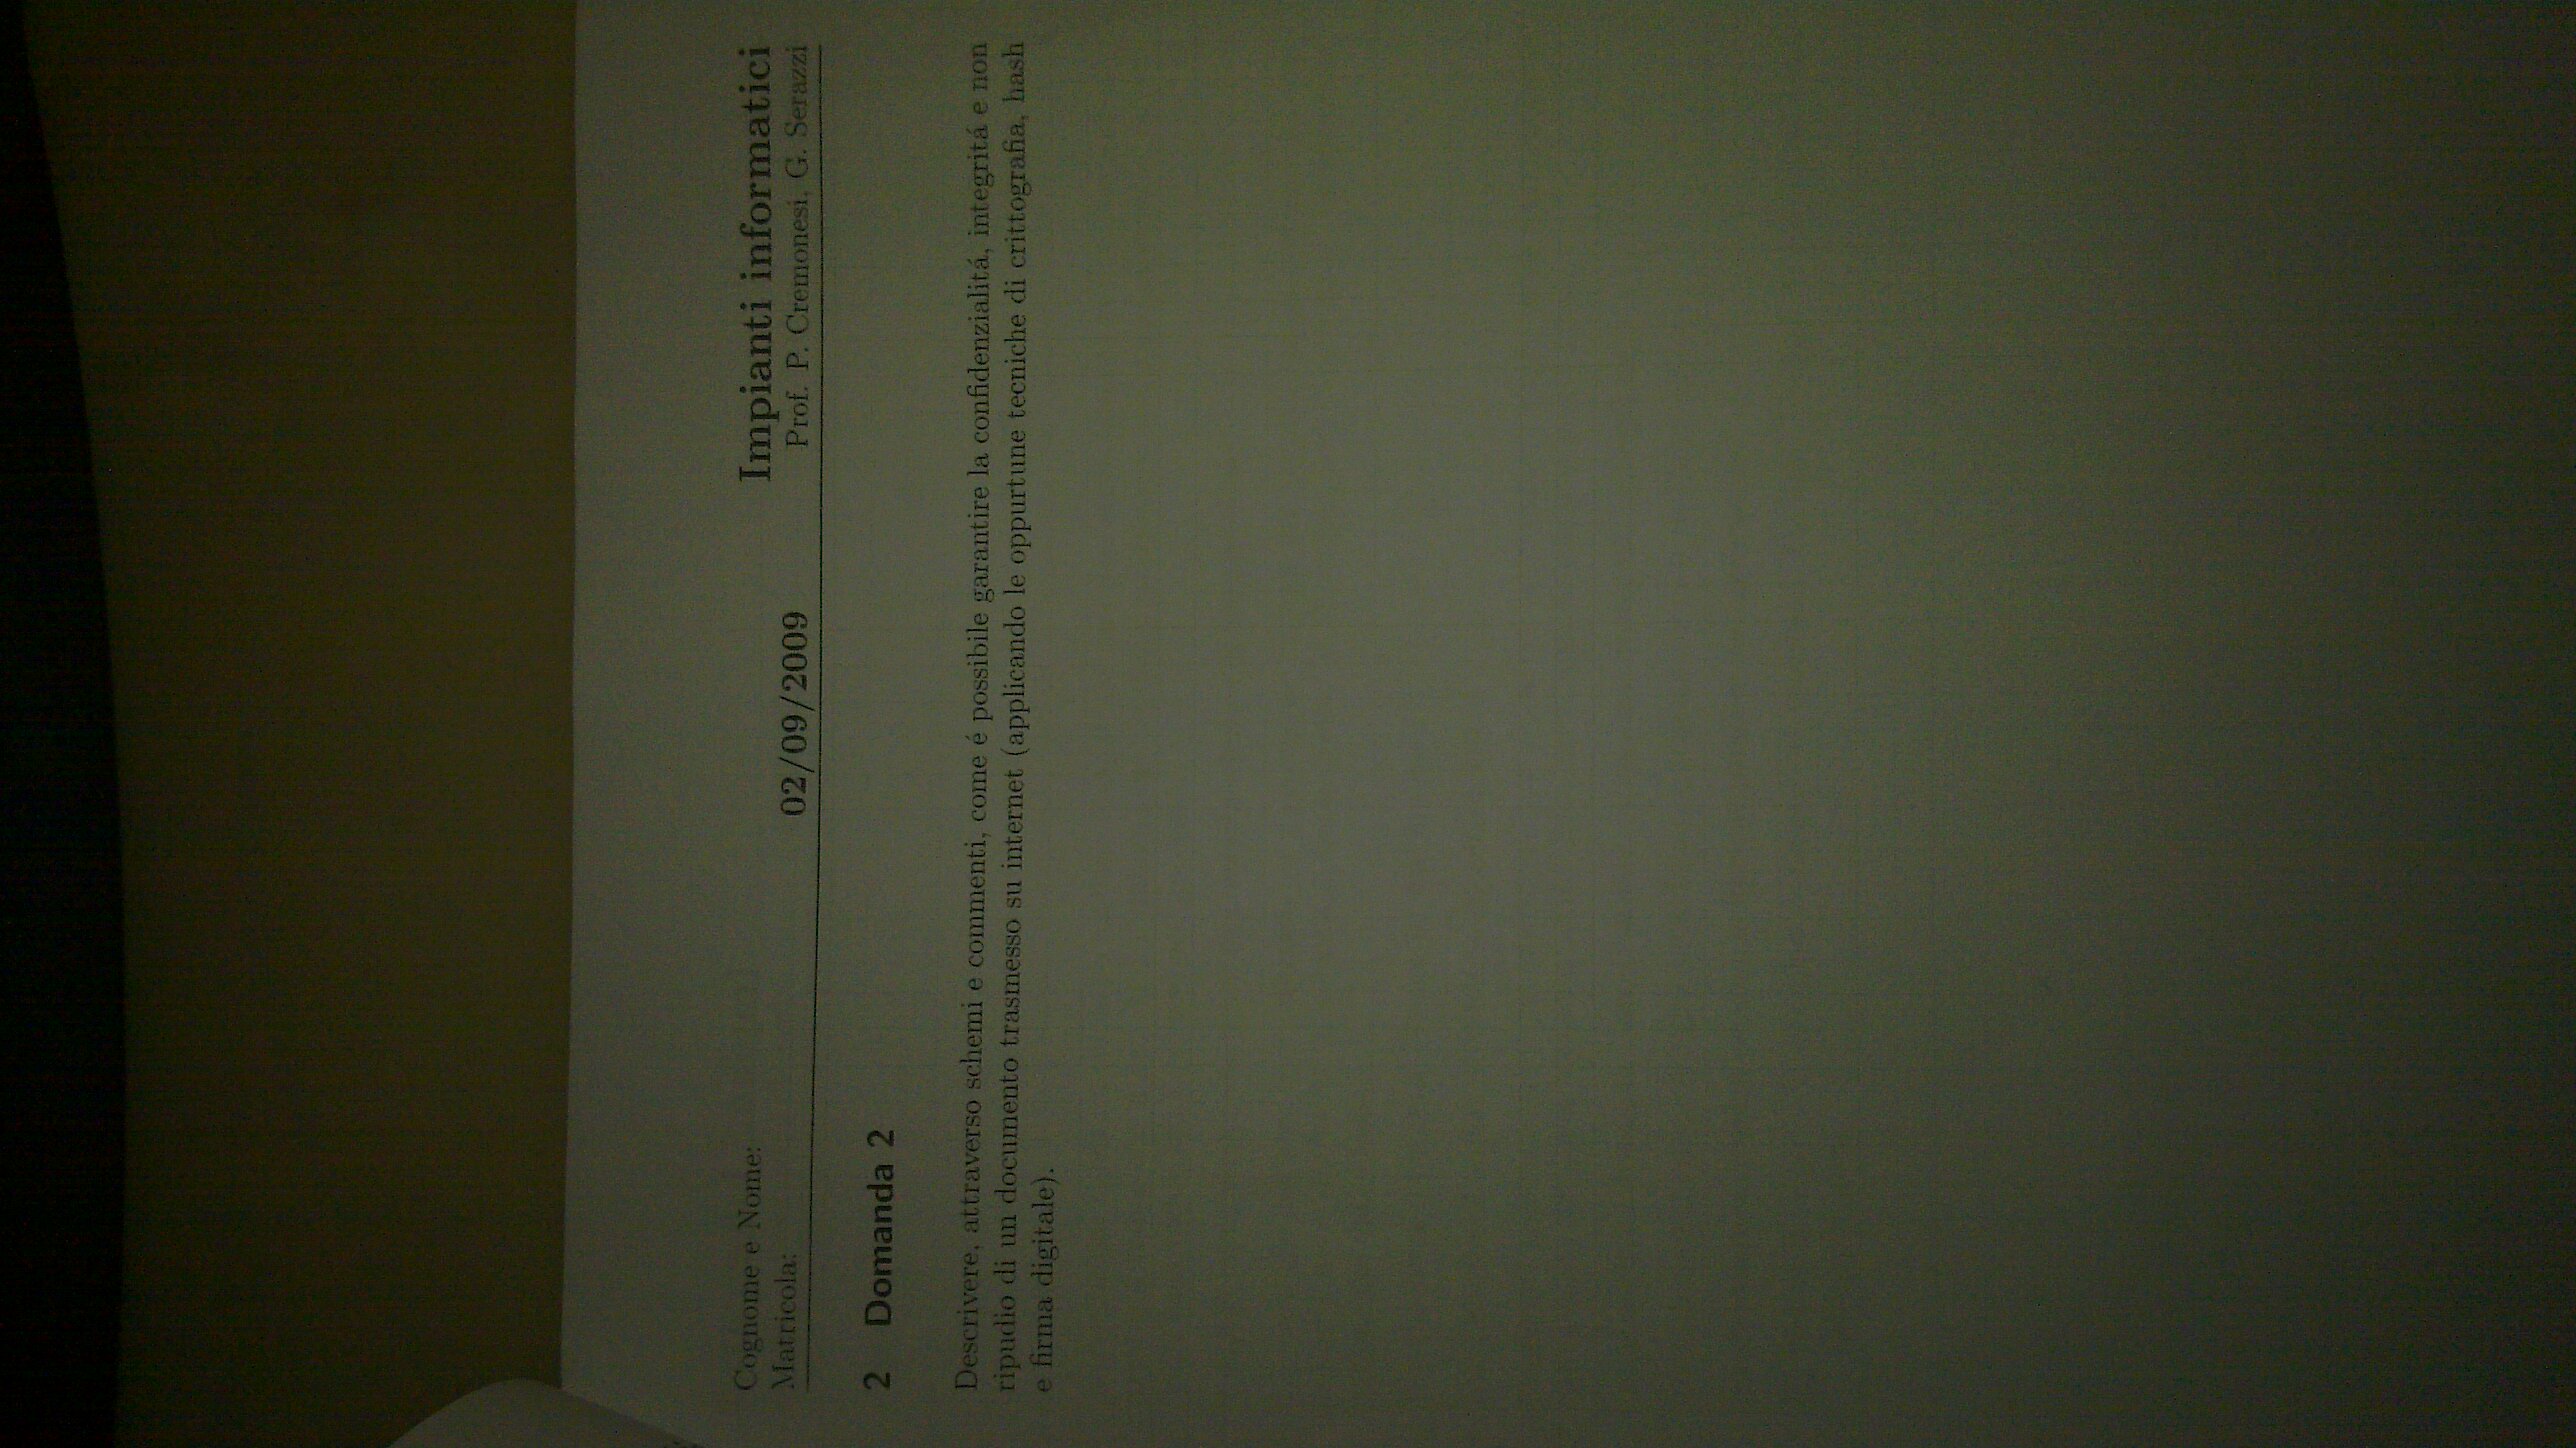 Cognome e Nome:
Matricola:
02/09/2009
Impianti informatici
Prof. P. Cremonesi, G. Serazzi
2 Domanda 2
Descrivere, attraverso schemi e commenti, come é possibile garantire la confidenzialitá, integritá e non
ripudio di un documento trasmesso su internet (applicando le oppurtune tecniche di crittografia, hash
e firma digitale).